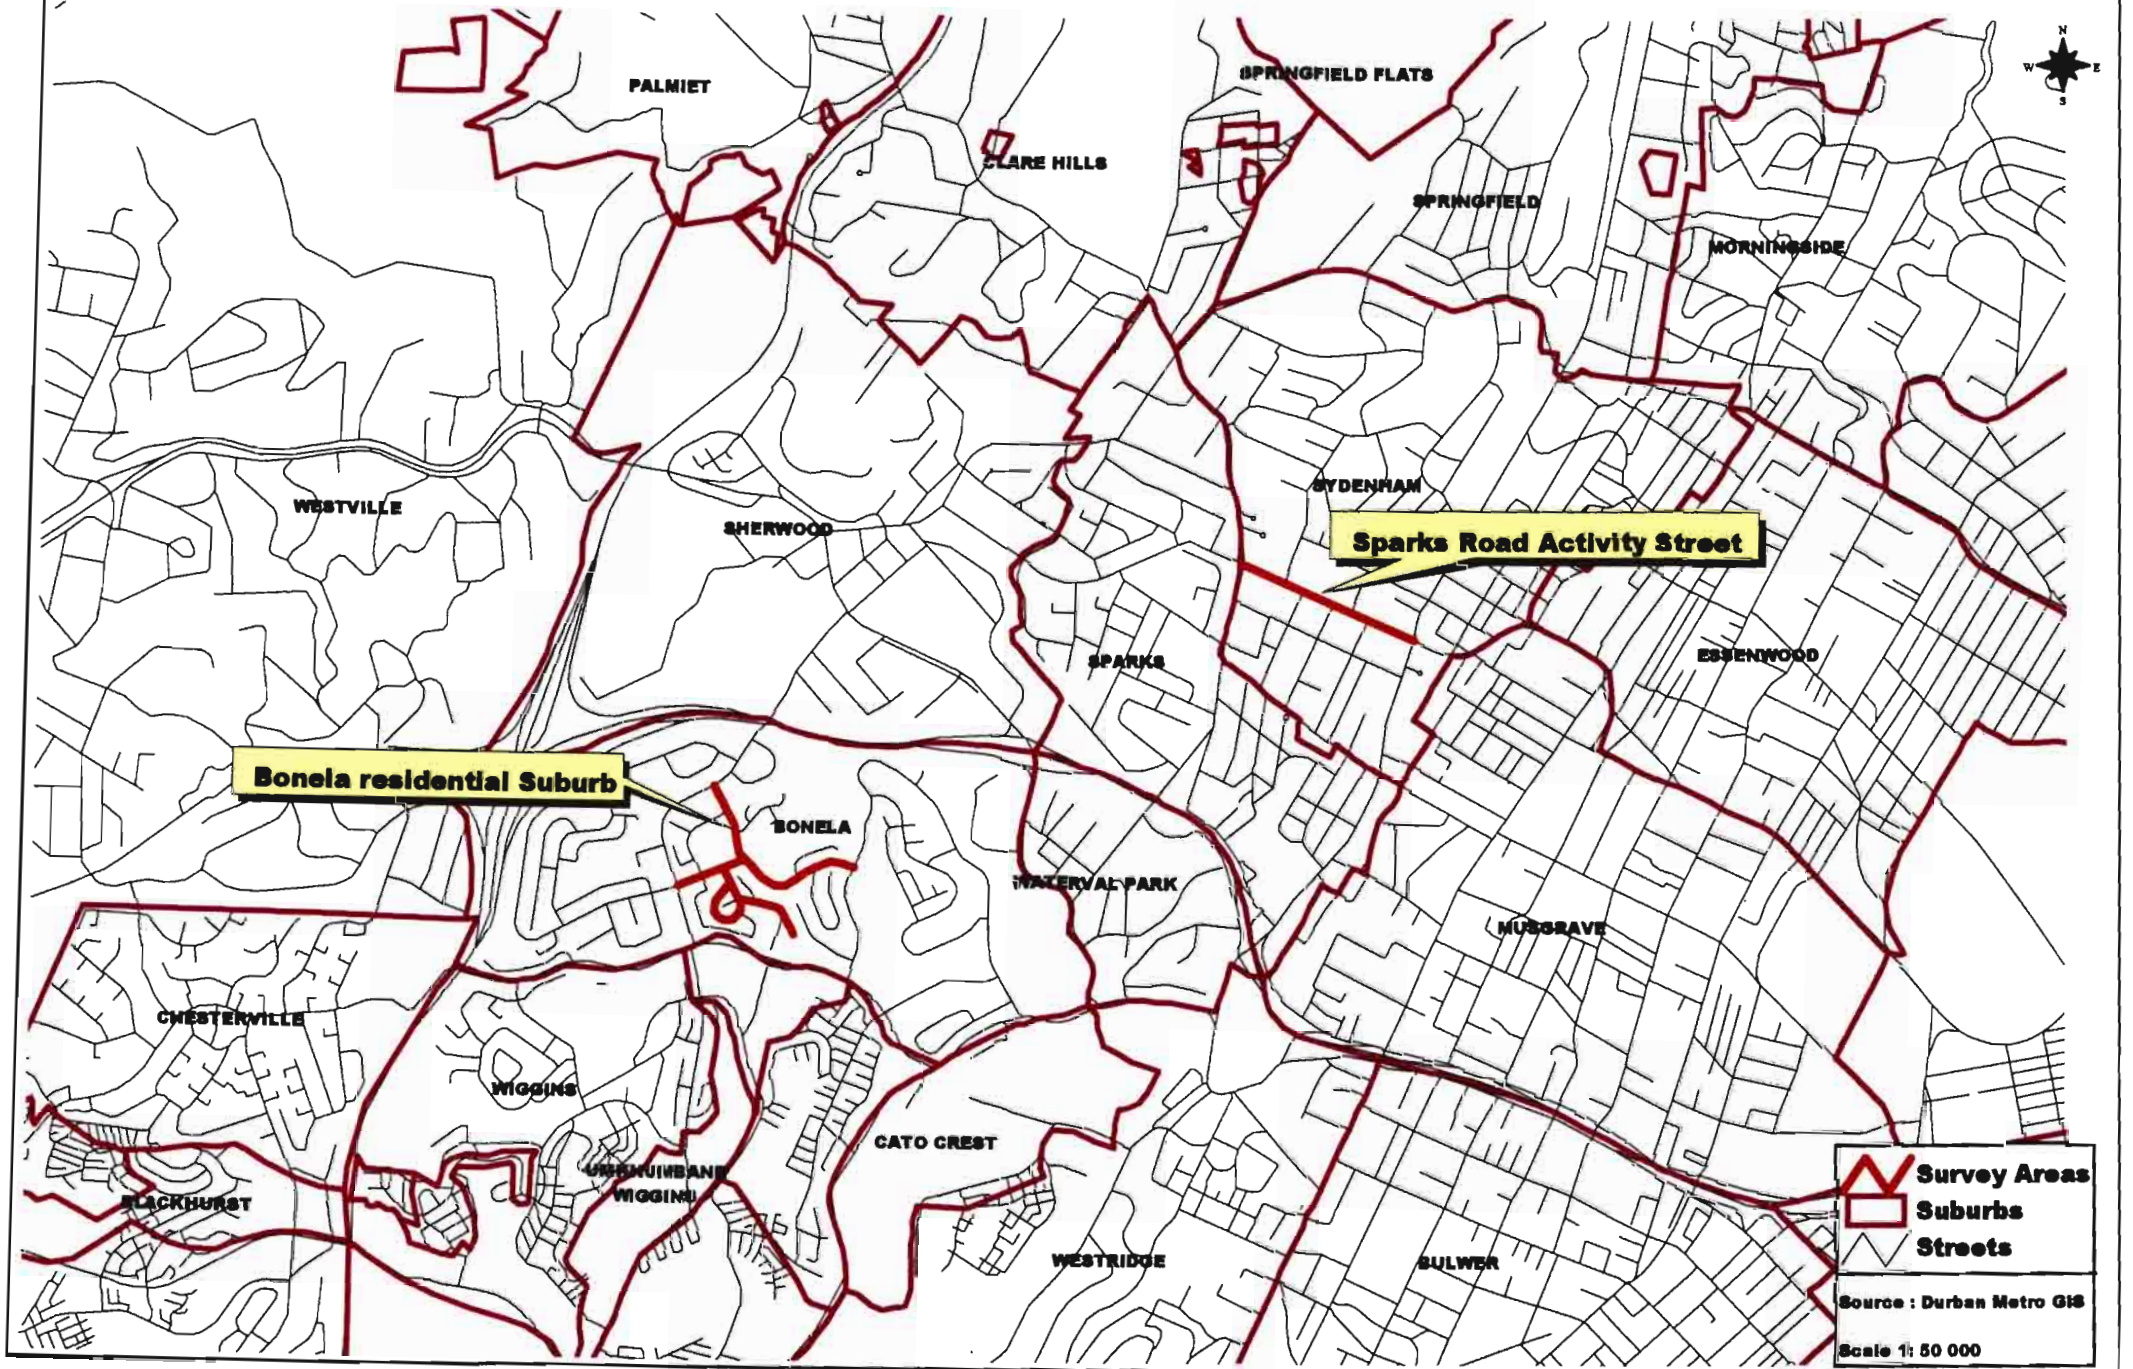 N
W E
S
PALMIET
SPRINGFIELD FLATS
CLARE HILLS
SPRINGFIELD
MORNINGSIDE
WESTVILLE
SHERWOOD
SYDENHAM
Sparks Road Activity Street
SPARKS
ESSENWOOD
Bonela residential Suburb
BONELA
WATERVAL PARK
MUSGRAVE
CHESTERVILLE
WIGGINS
CATO CREST
WIGGINS
BLACKHURST
WESTRIDGE
BULWER
Survey Areas
Suburbs
Streets
Source : Durban Metro GIS
Scale 1: 50 000